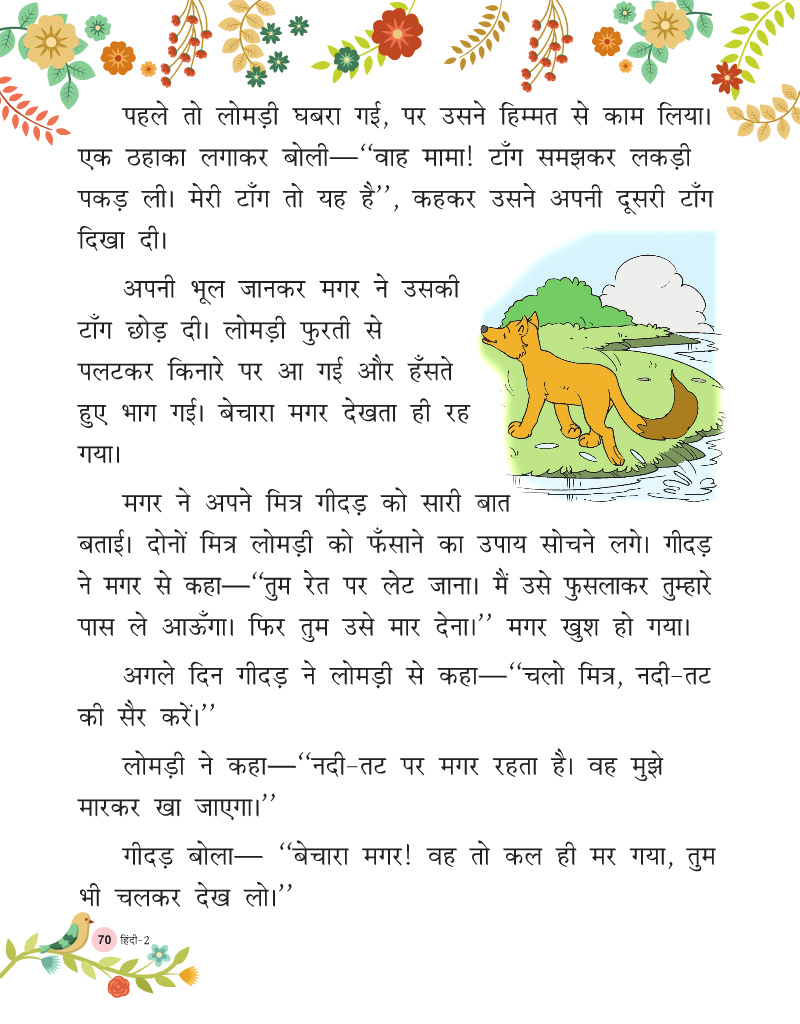 पहले तो लोमड़ी घबरा गई, पर उसने हिम्मत से काम लिया।
एक ठहाका लगाकर बोली—‘‘वाह मामा! टाँग समझकर लकड़ी
पकड़ ली। मेरी टाँग तो यह है’’, कहकर उसने अपनी दूसरी टाँग
दिखा दी।
अपनी भूल जानकर मगर ने उसकी
टाँग छोड़ दी। लोमड़ी फुरती से
पलटकर किनारे पर आ गई और हँसते
हुए भाग गई। बेचारा मगर देखता ही रह
गया।
मगर ने अपने मित्र गीदड़ को सारी बात
बताई। दोनों मित्र लोमड़ी को फँसाने का उपाय सोचने लगे। गीदड़
ने मगर से कहा—‘‘तुम रेत पर लेट जाना। मैं उसे फुसलाकर तुम्हारे
पास ले आऊँगा। फिर तुम उसे मार देना।’’ मगर खुश हो गया।
अगले दिन गीदड़ ने लोमड़ी से कहा—‘‘चलो मित्र, नदी-तट
की सैर करें।’’
लोमड़ी ने कहा—‘‘नदी-तट पर मगर रहता है। वह मुझे
मारकर खा जाएगा।’’
गीदड़ बोला— ‘‘बेचारा मगर! वह तो कल ही मर गया, तुम
भी चलकर देख लो।’’
70 हिंदी-2